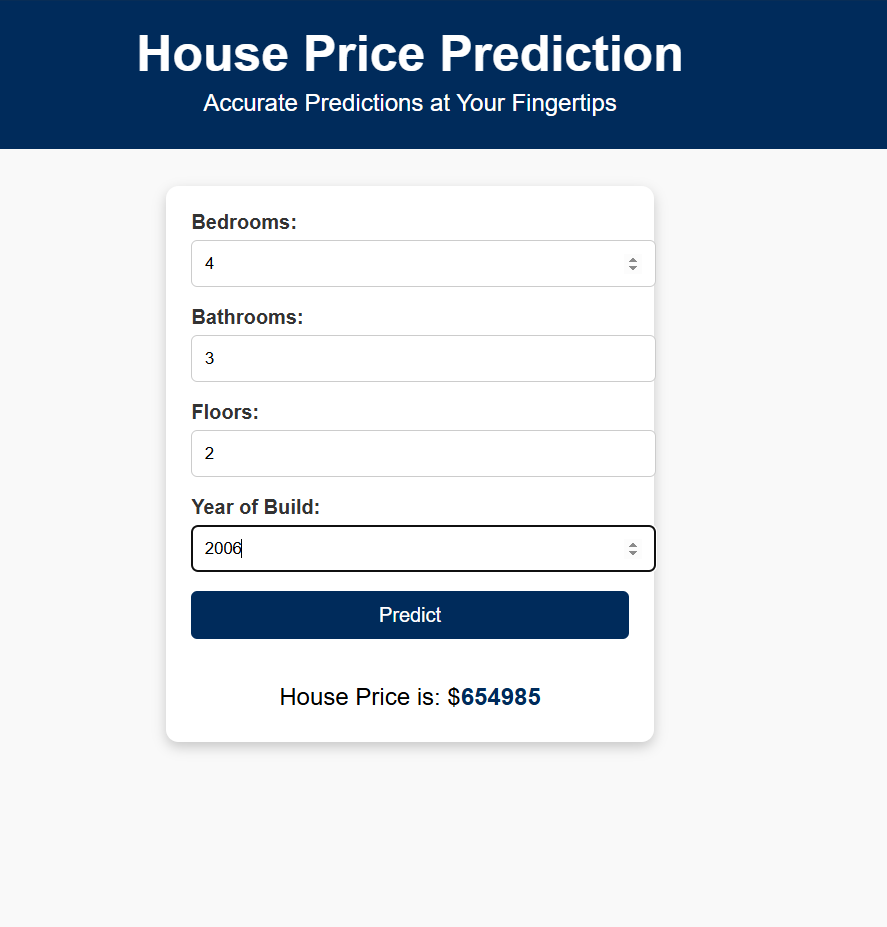 House Price Prediction
Accurate Predictions at Your Fingertips
Bedrooms:
4
Bathrooms:
3
Floors:
2
Year of Build:
2006
Predict
House Price is: $654985